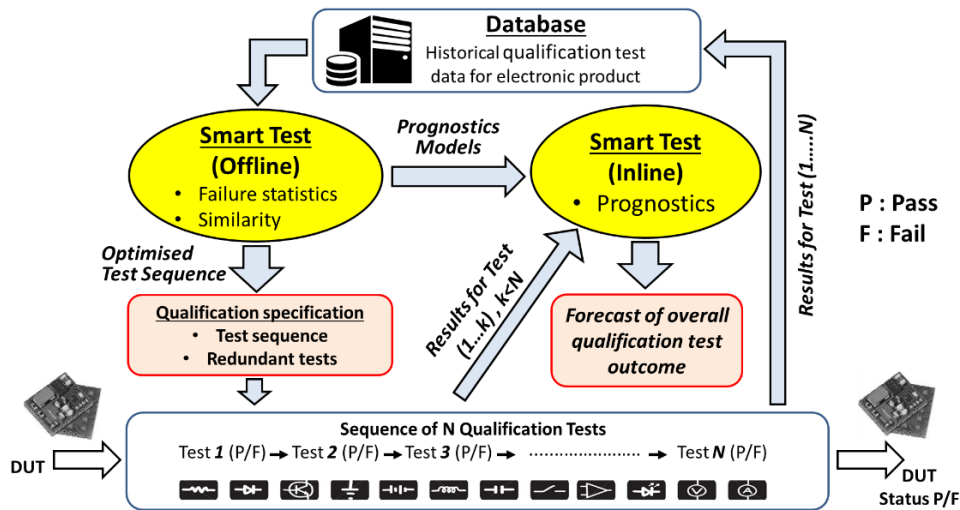 Database
Historical qualification test
data for electronic product
Smart Test
(Offline)
• Failure statistics
• Similarity
Prognostics
Models
Smart Test
(Inline)
• Prognostics
Results for Test (1.....N)
P : Pass
F : Fail
Optimised
Test Sequence
Qualification specification
• Test sequence
• Redundant tests
Results for Test
(1...k) , k<N
Forecast of overall
qualification test
outcome
DUT
Sequence of N Qualification Tests
Test 1 (P/F) → Test 2 (P/F) → Test 3 (P/F) → ........................ → Test N (P/F)
V
A
DUT
Status P/F